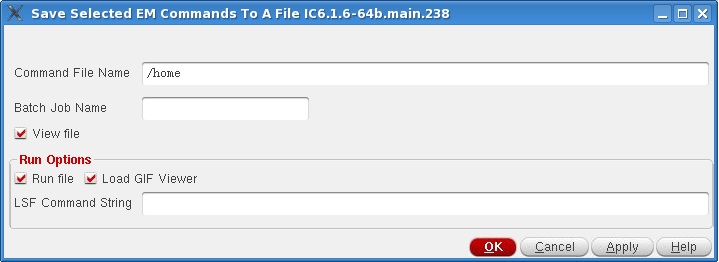 Save Selected EM Commands To A File IC6.1.6-64b.main.238
Command File Name /home
Batch Job Name
View file
Run Options
Run file Load GIF Viewer
LSF Command String
OK Cancel Apply Help